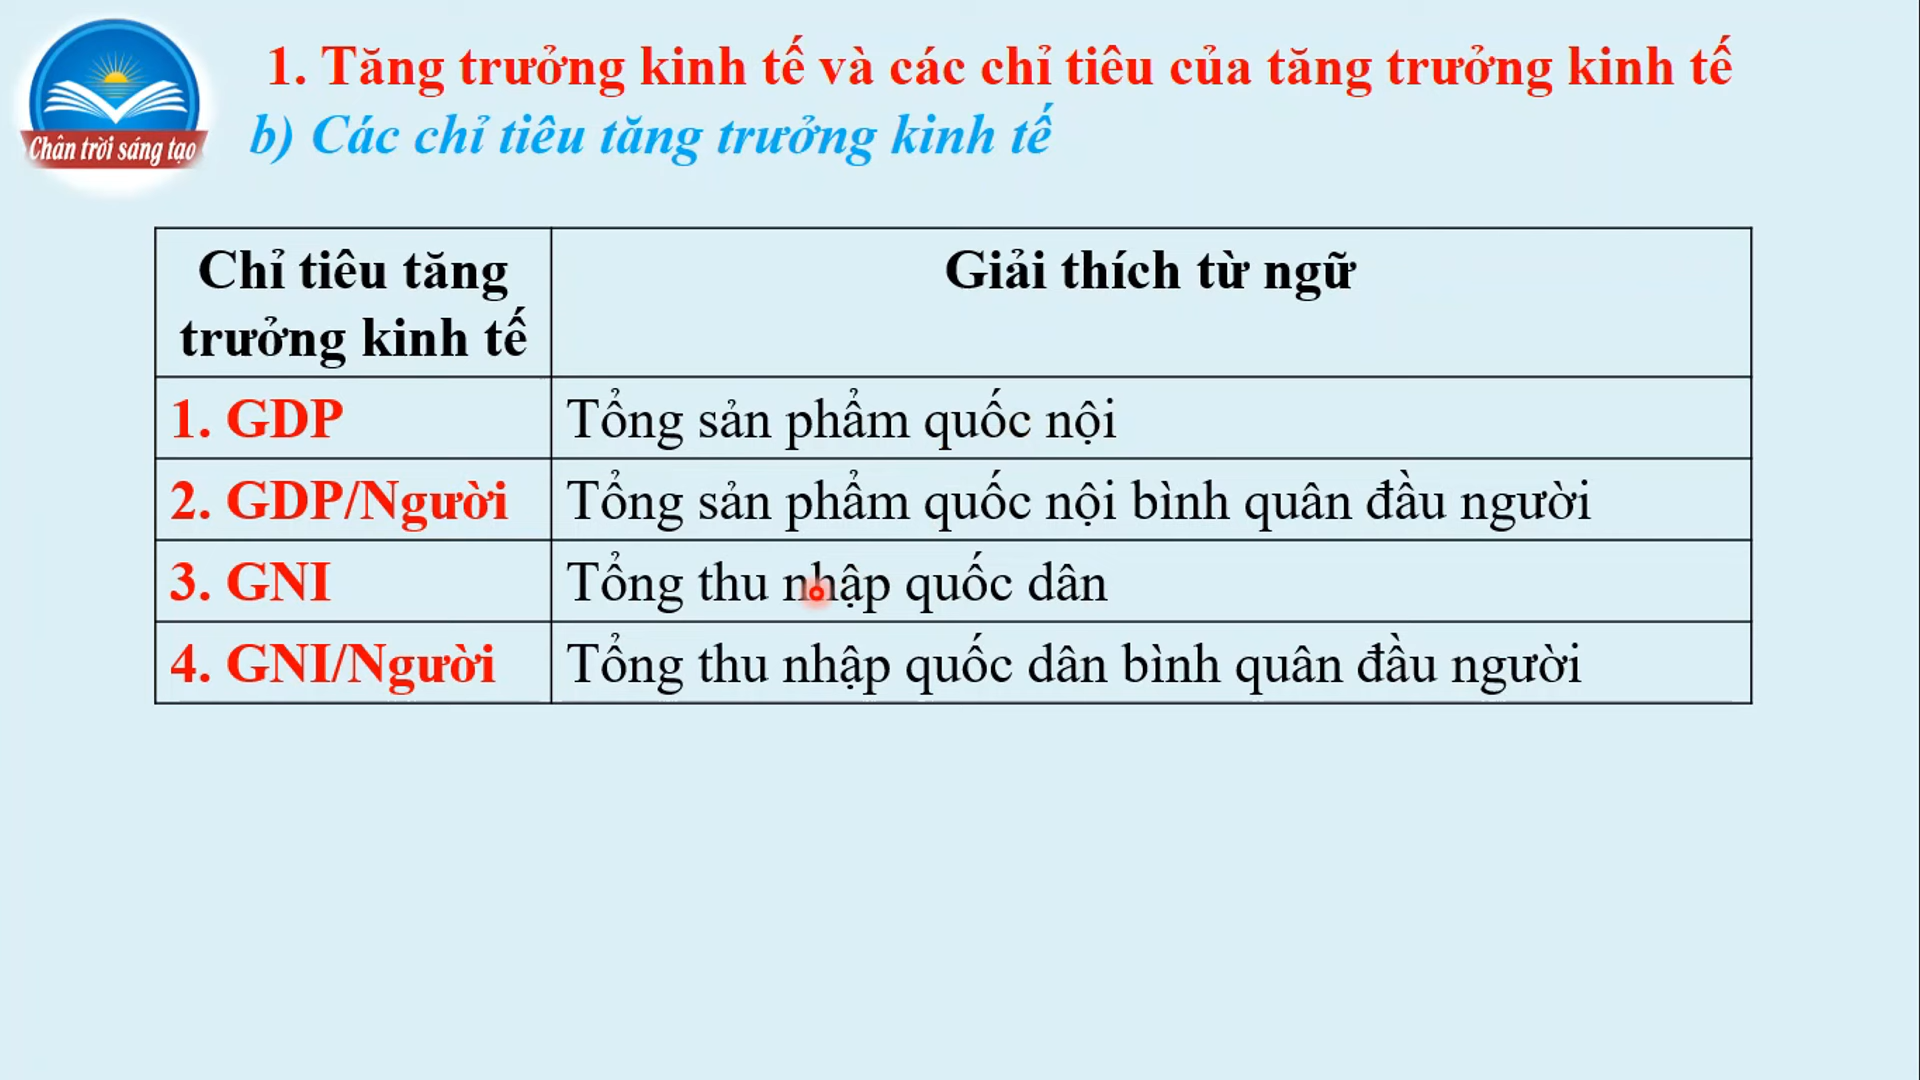 Chân trời sáng tạo
1. Tăng trưởng kinh tế và các chỉ tiêu của tăng trưởng kinh tế
b) Các chỉ tiêu tăng trưởng kinh tế
Chỉ tiêu tăng
trưởng kinh tế
Giải thích từ ngữ
1. GDP
Tổng sản phẩm quốc nội
2. GDP/Người
Tổng sản phẩm quốc nội bình quân đầu người
3. GNI
Tổng thu nhập quốc dân
4. GNI/Người
Tổng thu nhập quốc dân bình quân đầu người